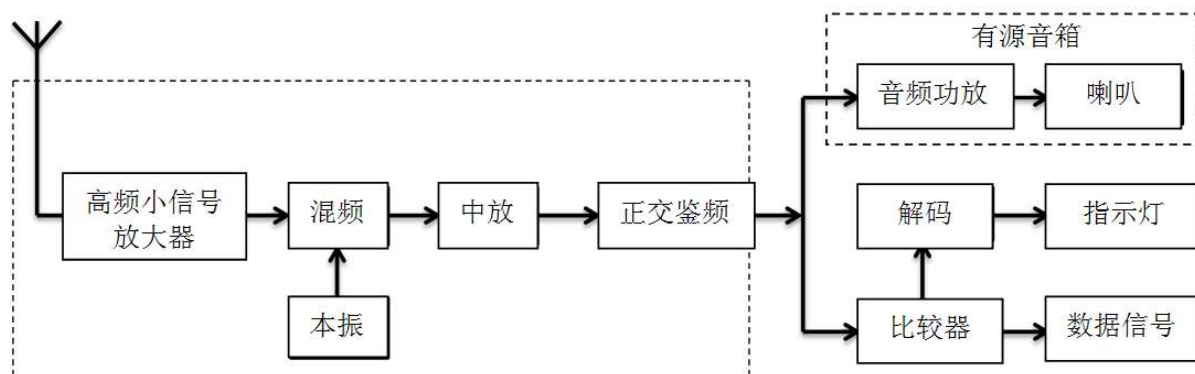 有源音箱
音频功放
喇叭
高频小信号
放大器
混频
中放
正交鉴频
解码
指示灯
本振
比较器
数据信号